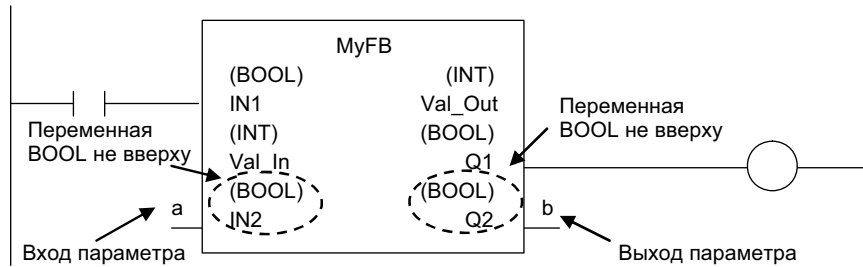 MyFB
(BOOL) (INT)
IN1 Val_Out
(INT) (BOOL)
Val_In Q1
(BOOL) (BOOL)
IN2 Q2
Переменная
BOOL не вверху
Переменная
BOOL не вверху
a
b
Вход параметра
Выход параметра